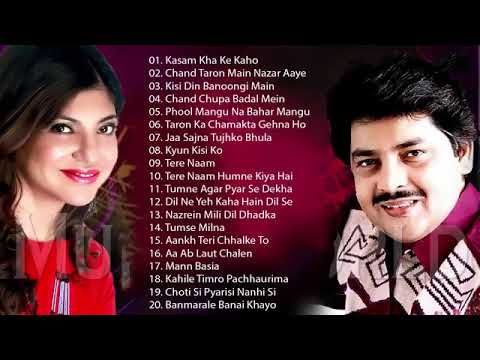 01. Kasam Kha Ke Kaho
02. Chand Taron Main Nazar Aaye
03. Kisi Din Banoongi Main
04. Chand Chupa Badal Mein
05. Phool Mangu Na Bahar Mangu
06. Taron Ka Chamakta Gehna Ho
07. Jaa Sajna Tujhko Bhula
08. Kyun Kisi Ko
09. Tere Naam
10. Tere Naam Humne Kiya Hai
11. Tumne Agar Pyar Se Dekha
12. Dil Ne Yeh Kaha Hain Dil Se
13. Nazrein Mili Dil Dhadka
14. Tumse Milna
15. Aankh Teri Chhalke To
16. Aa Ab Laut Chalen
17. Mann Basia
18. Kahile Timro Pachhaurima
19. Choti Si Pyarisi Nanhi Si
20. Banmarale Banai Khayo